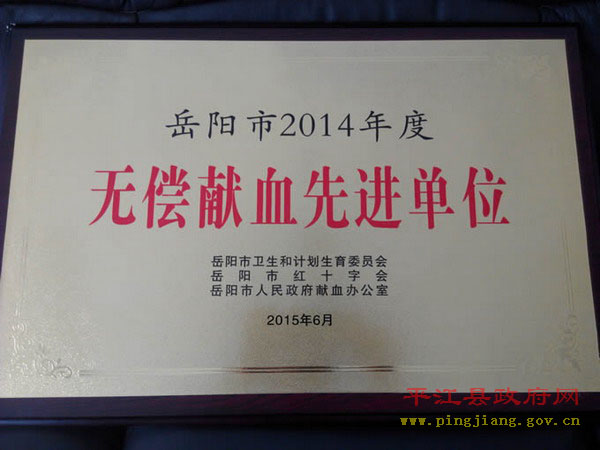 岳阳市2014年度
无偿献血先进单位
岳阳市卫生和计划生育委员会
岳阳市红十字会
岳阳市人民政府献血办公室
2015年6月
平江县政府网
www.pingjiang.gov.cn